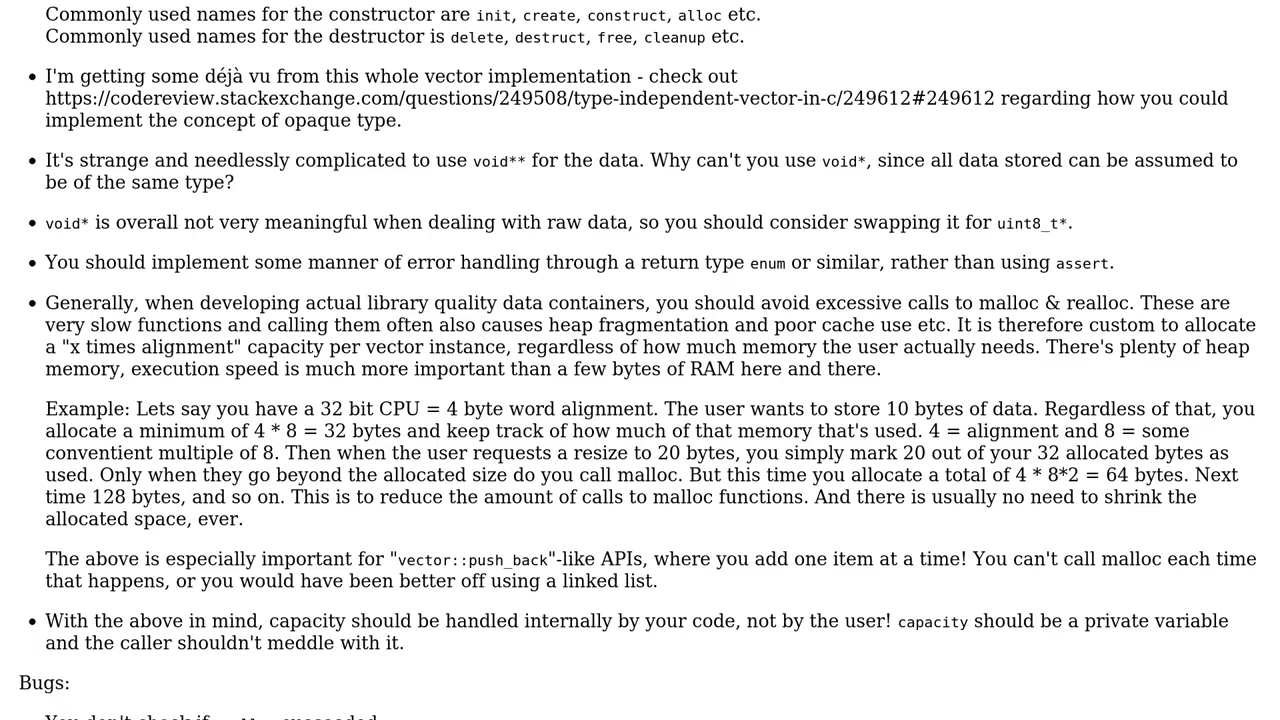 Commonly used names for the constructor are init, create, construct, alloc etc.
Commonly used names for the destructor is delete, destruct, free, cleanup etc.
• I'm getting some déjà vu from this whole vector implementation - check out
https://codereview.stackexchange.com/questions/249508/type-independent-vector-in-c/249612#249612 regarding how you could
implement the concept of opaque type.
• It's strange and needlessly complicated to use void** for the data. Why can't you use void*, since all data stored can be assumed to
be of the same type?
• void* is overall not very meaningful when dealing with raw data, so you should consider swapping it for uint8_t*.
• You should implement some manner of error handling through a return type enum or similar, rather than using assert.
• Generally, when developing actual library quality data containers, you should avoid excessive calls to malloc & realloc. These are
very slow functions and calling them often also causes heap fragmentation and poor cache use etc. It is therefore custom to allocate
a "x times alignment" capacity per vector instance, regardless of how much memory the user actually needs. There's plenty of heap
memory, execution speed is much more important than a few bytes of RAM here and there.
Example: Lets say you have a 32 bit CPU = 4 byte word alignment. The user wants to store 10 bytes of data. Regardless of that, you
allocate a minimum of 4 * 8 = 32 bytes and keep track of how much of that memory that's used. 4 = alignment and 8 = some
conventient multiple of 8. Then when the user requests a resize to 20 bytes, you simply mark 20 out of your 32 allocated bytes as
used. Only when they go beyond the allocated size do you call malloc. But this time you allocate a total of 4 * 8*2 = 64 bytes. Next
time 128 bytes, and so on. This is to reduce the amount of calls to malloc functions. And there is usually no need to shrink the
allocated space, ever.
The above is especially important for "vector::push_back"-like APIs, where you add one item at a time! You can't call malloc each time
that happens, or you would have been better off using a linked list.
• With the above in mind, capacity should be handled internally by your code, not by the user! capacity should be a private variable
and the caller shouldn't meddle with it.
Bugs:
You don't check if succeeded